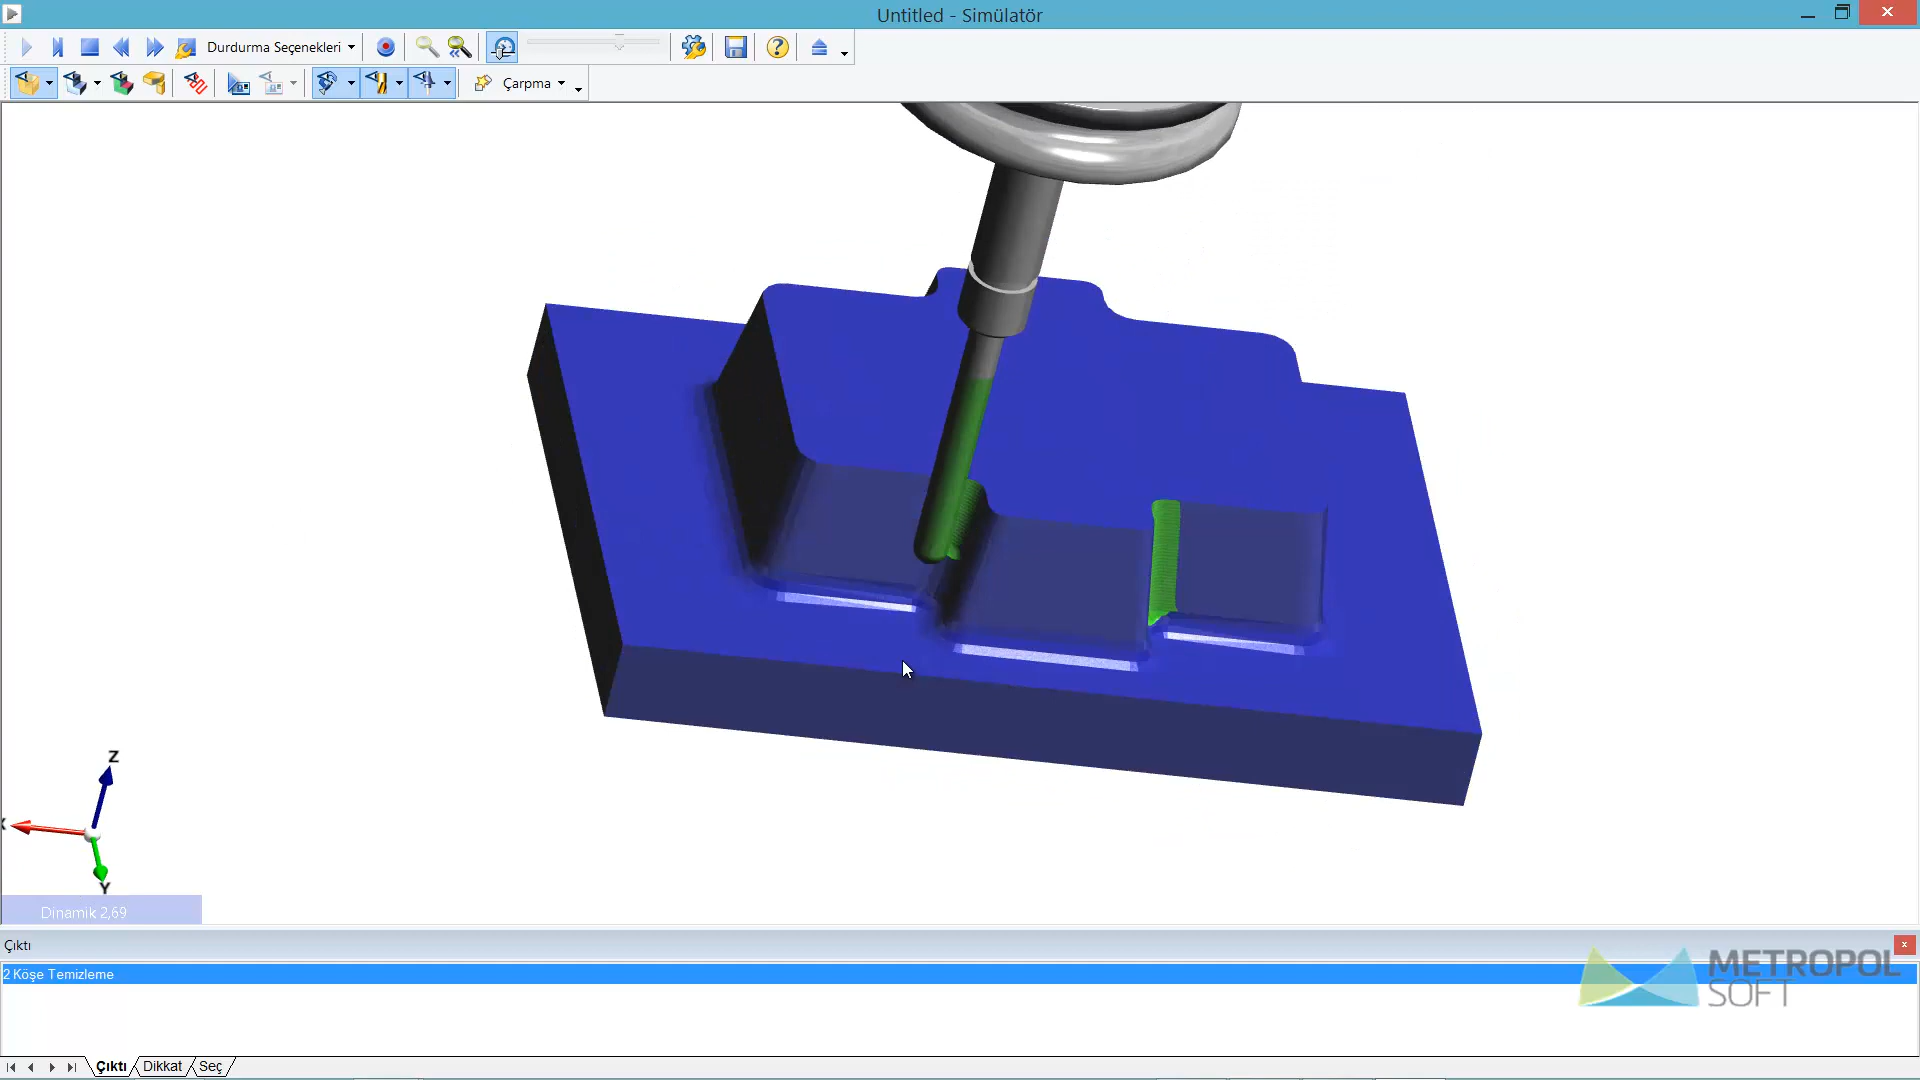 Untitled - Simülatör
Durdurma Seçenekleri
Çarpma
Z
X
Y
Dinamik 2,69
Çıktı
2 Köşe Temizleme
METROPOL
SOFT
Çıktı Dikkat Seç